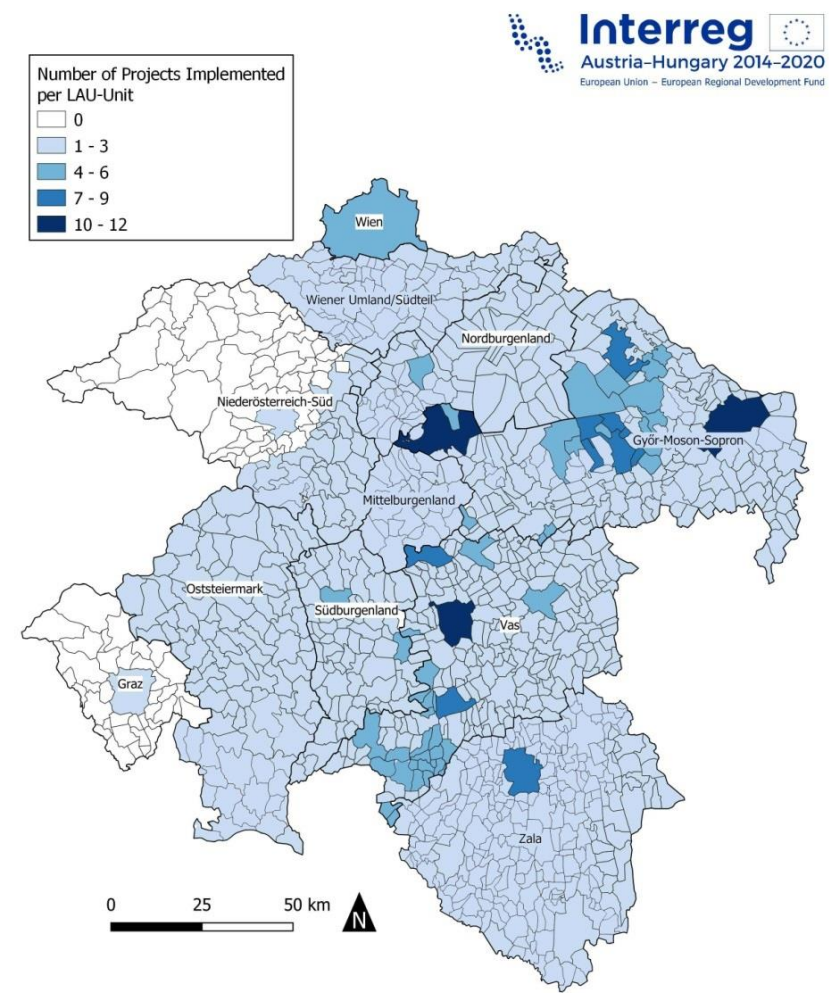 Interreg
Austria–Hungary 2014–2020
European Union – European Regional Development Fund
Number of Projects Implemented
per LAU-Unit
0
1 - 3
4 - 6
7 - 9
10 - 12
Wien
Wiener Umland/Südteil
Nordburgenland
Niederösterreich-Süd
Győr-Moson-Sopron
Mittelburgenland
Oststeiermark
Südburgenland
Vas
Graz
Zala
0 25 50 km
N